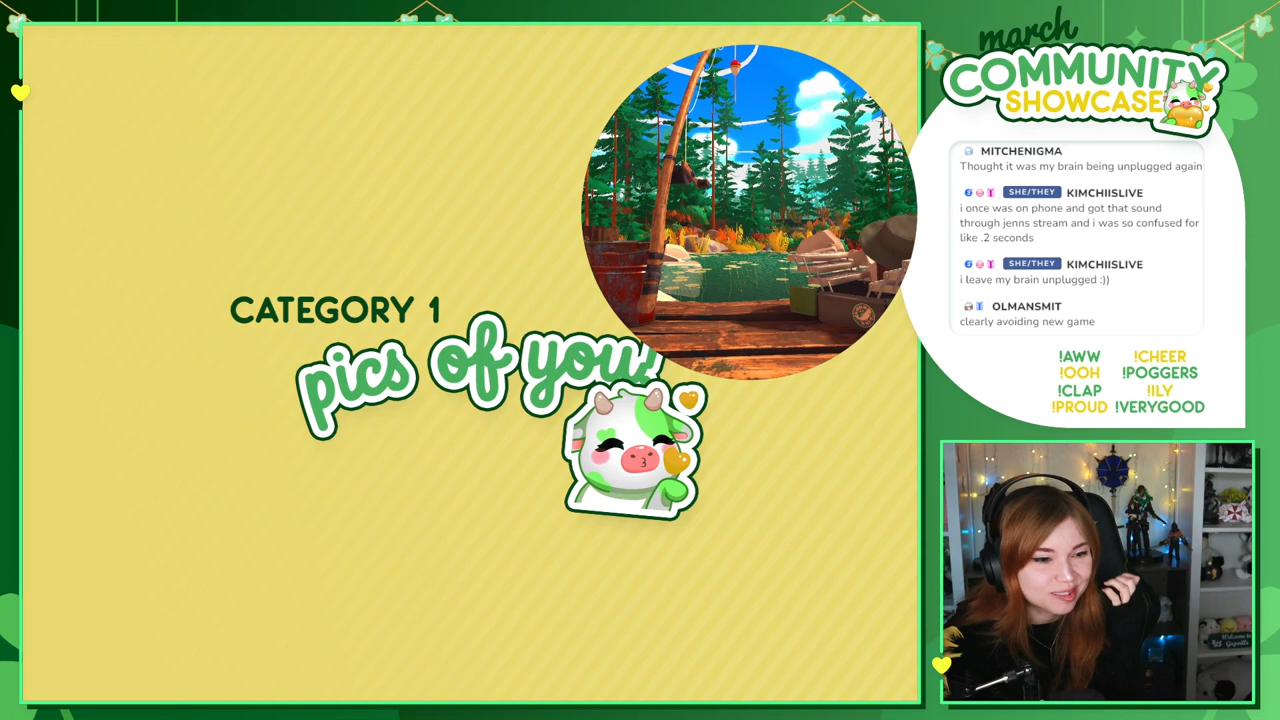 march
COMMUNITY
SHOWCASE
MITCHENIGMA
Thought it was my brain being unplugged again
SHE/THEY KIMCHIISLIVE
i once was on phone and got that sound
through jenns stream and i was so confused for
like .2 seconds
SHE/THEY KIMCHIISLIVE
i leave my brain unplugged :))
OLMANSMIT
clearly avoiding new game
!AWW !CHEER
!OOH !POGGERS
!CLAP !ILY
!PROUD !VERYGOOD
CATEGORY 1
pics of you!
Welcome to